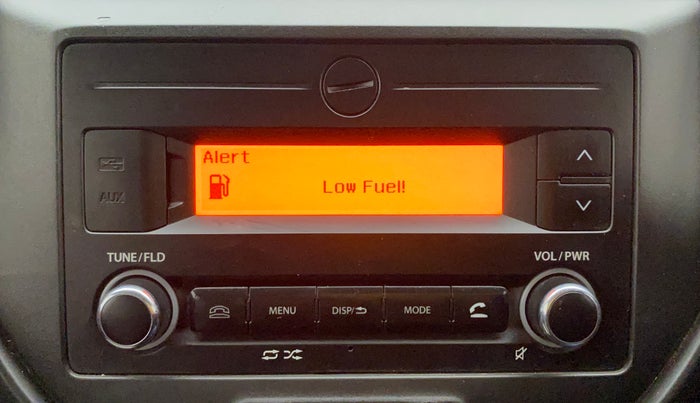 Alert
Low Fuel!
AUX
TUNE/FLD
VOL/PWR
MENU
DISP/
MODE